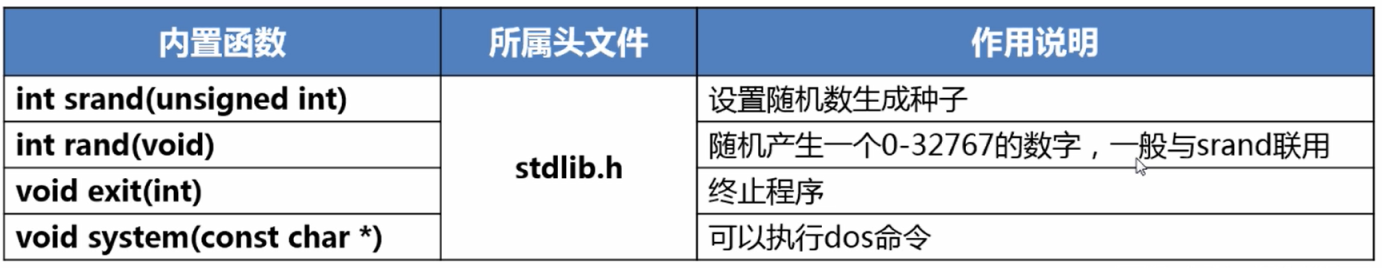 内置函数 所属头文件 作用说明
int srand(unsigned int) 设置随机数生成种子
int rand(void) 随机产生一个0-32767的数字，一般与srand联用
stdlib.h
void exit(int) 终止程序
void system(const char *) 可以执行dos命令